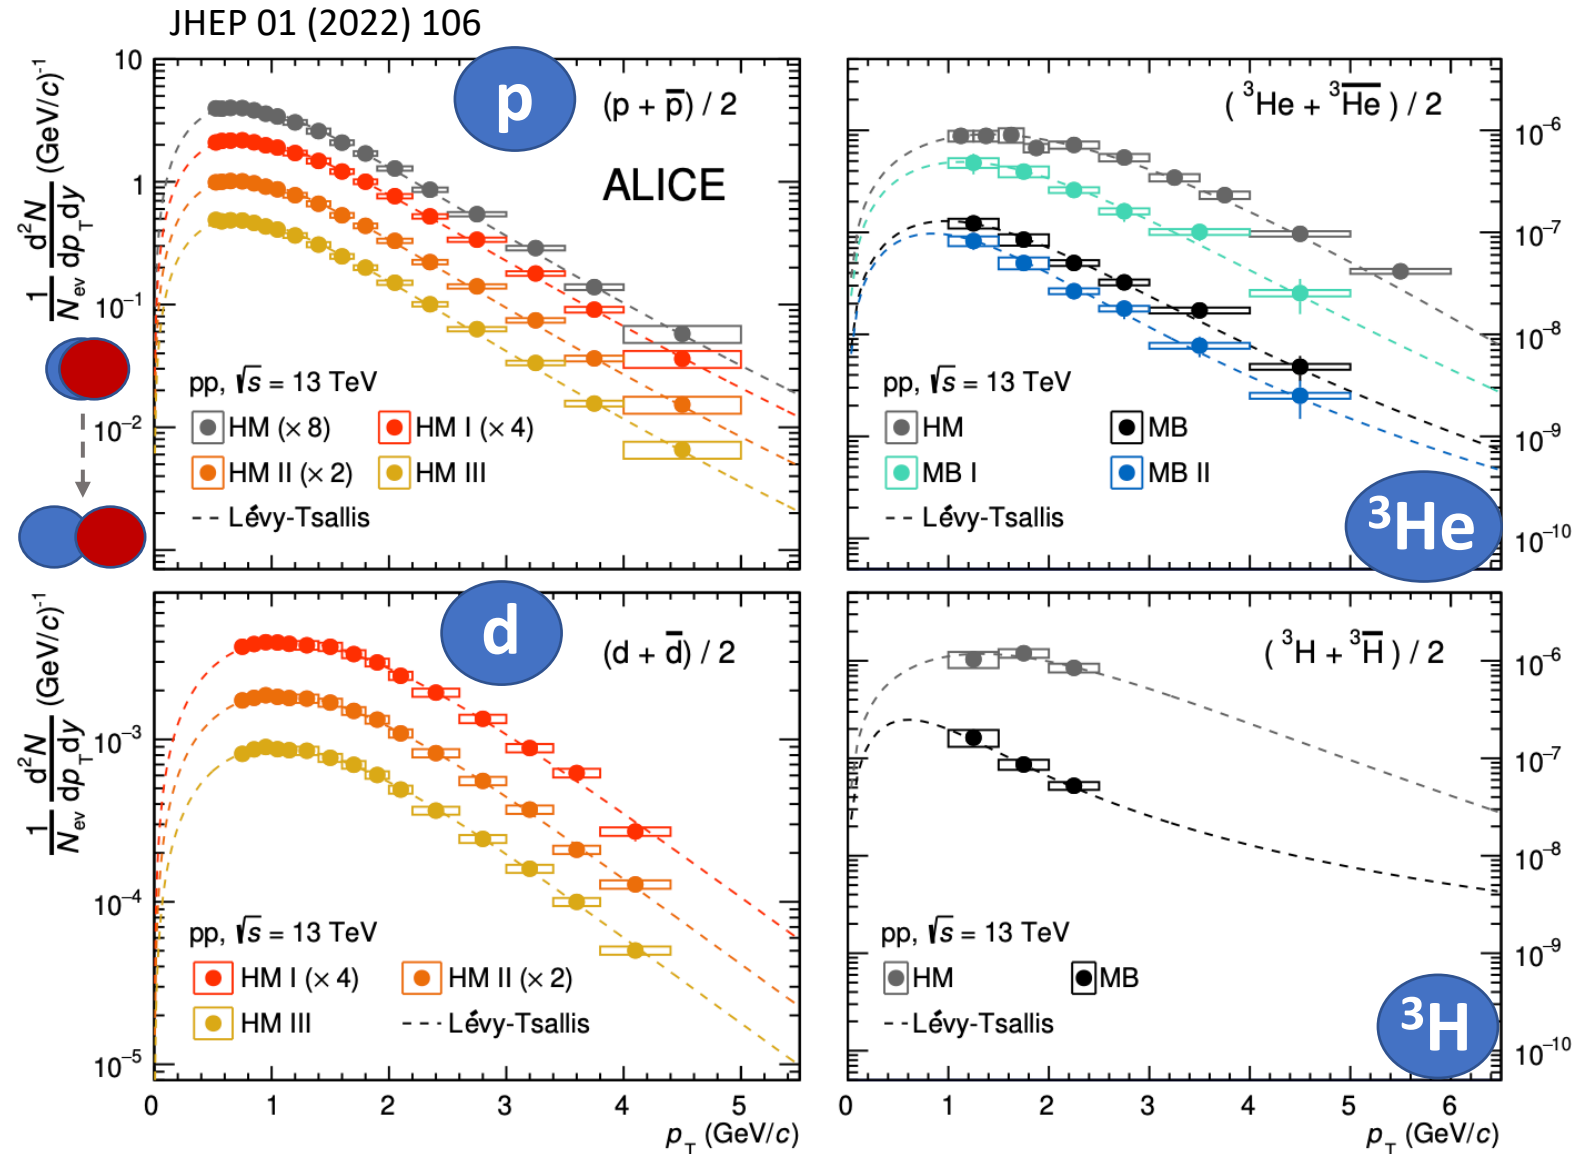 JHEP 01 (2022) 106
p
(p + p̅) / 2
ALICE
1/N_ev d²N/dp_T dy (GeV/c)⁻¹
10
1
10⁻¹
10⁻²
pp, √s = 13 TeV
HM (× 8)
HM I (× 4)
HM II (× 2)
HM III
Lévy-Tsallis
(³He + ³H̅e̅) / 2
10⁻⁶
10⁻⁷
10⁻⁸
10⁻⁹
10⁻¹⁰
pp, √s = 13 TeV
HM
MB
MB I
MB II
Lévy-Tsallis
³He
d
(d + d̅) / 2
1/N_ev d²N/dp_T dy (GeV/c)⁻¹
10⁻³
10⁻⁴
10⁻⁵
pp, √s = 13 TeV
HM I (× 4)
HM II (× 2)
HM III
Lévy-Tsallis
0 1 2 3 4 5
p_T (GeV/c)
(³H + ³H̅) / 2
10⁻⁶
10⁻⁷
10⁻⁸
10⁻⁹
10⁻¹⁰
pp, √s = 13 TeV
HM
MB
Lévy-Tsallis
³H
0 1 2 3 4 5 6
p_T (GeV/c)